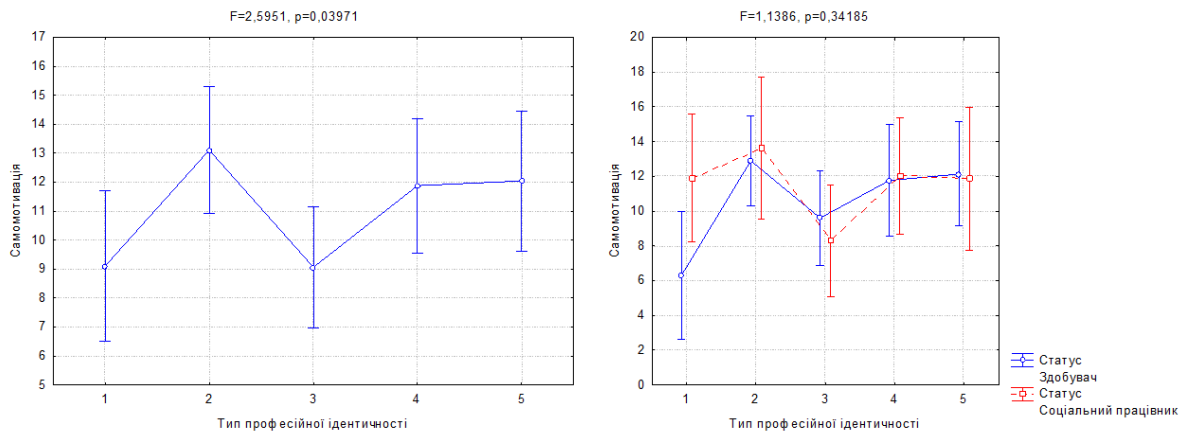 F=2,5951, p=0,03971
17
16
15
14
13
12
11
10
9
8
7
6
5
Самомотивація
1 2 3 4 5
Тип професійної ідентичності
F=1,1386, p=0,34185
20
18
16
14
12
10
8
6
4
2
0
Самомотивація
1 2 3 4 5
Тип професійної ідентичності
Статус
Здобувач
Статус
Соціальний працівник